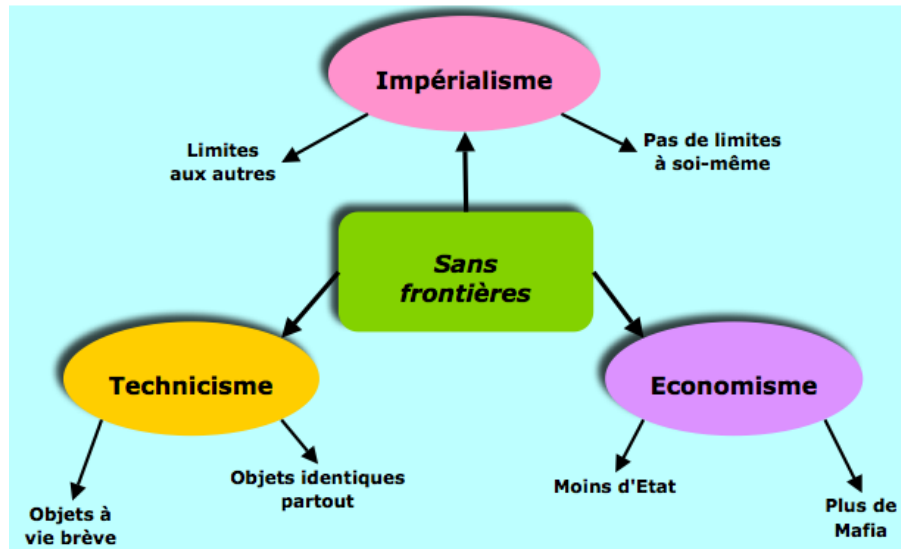 Impérialisme
Limites
aux autres
Pas de limites
à soi-même
Sans
frontières
Technicisme
Economisme
Objets à
vie brève
Objets identiques
partout
Moins d'Etat
Plus de
Mafia